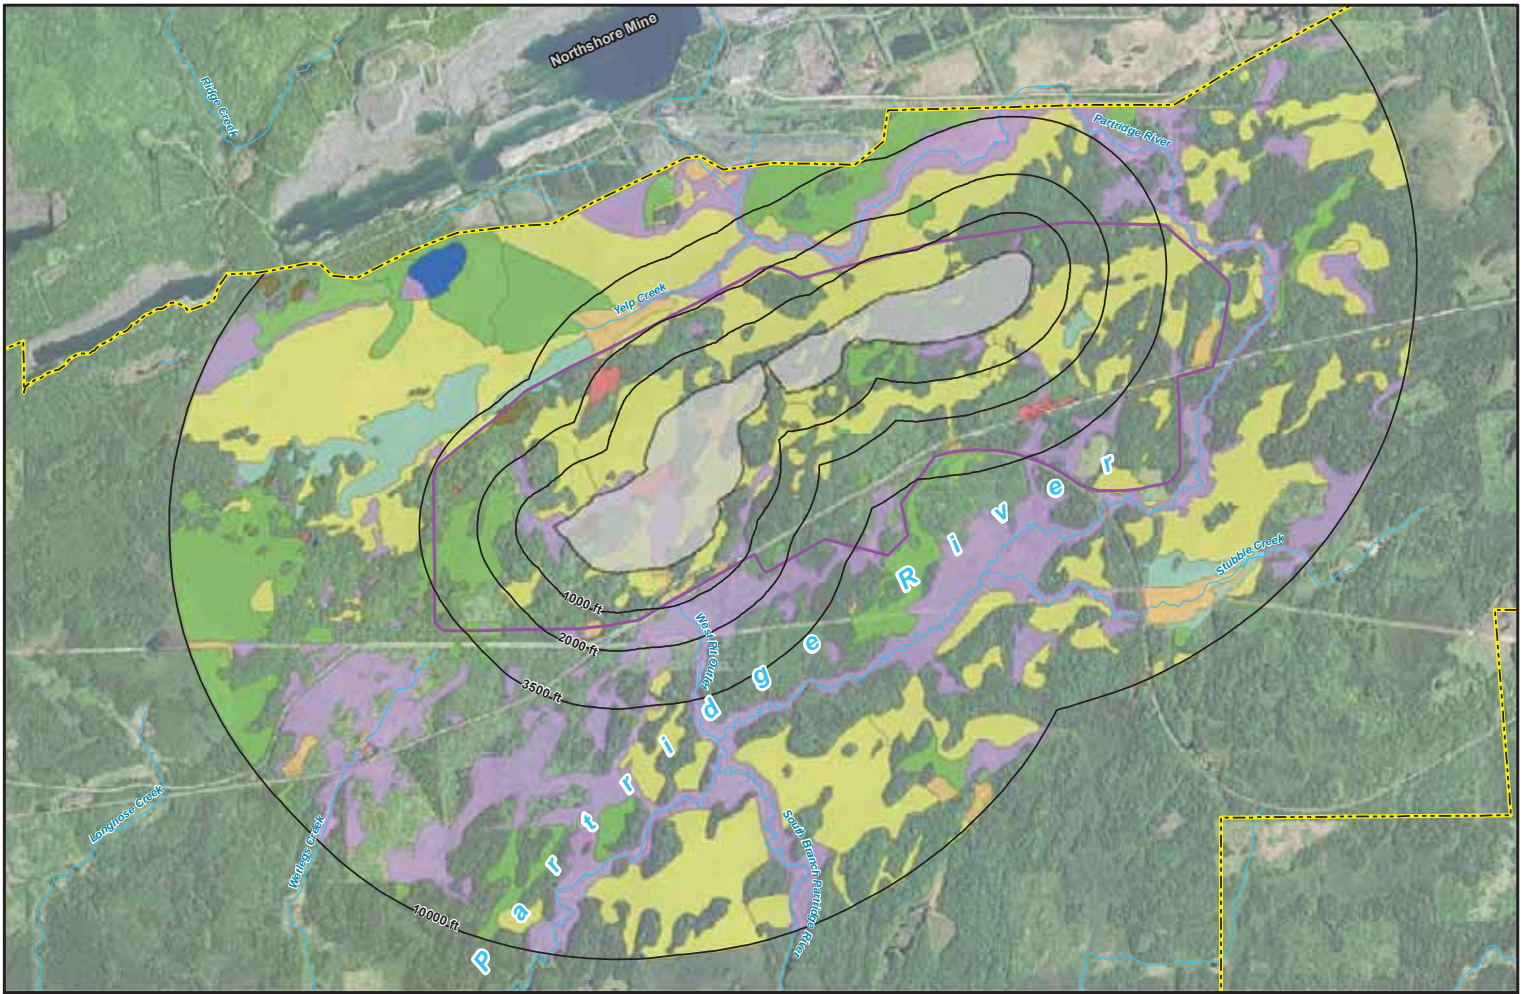 Northshore Mine
Ridge Creek
Partridge River
Yelp Creek
Stubble Creek
Partridge River
1000 ft
2000 ft
3500 ft
West Pit Outlet
Longnose Creek
Wetlegs Creek
South Branch Partridge River
10000 ft